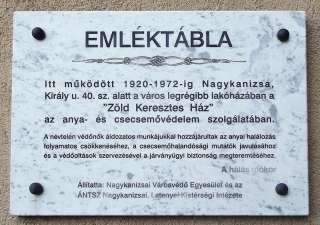 EMLÉKTÁBLA
Itt működött 1920-1972-ig Nagykanizsa,
Király u. 40. sz. alatt a város legrégibb lakóházában a
"Zöld Keresztes Ház"
az anya- és csecsemővédelem szolgálatában.
A névtelen védőnők áldozatos munkájukkal hozzájárultak az anyai halálozás
folyamatos csökkenéséhez, a csecsemőhalandósági mutatók javulásához
és a védőoltások szervezésével a járványügyi biztonság megteremtéséhez.
A hálás utókor
Állíttatta: Nagykanizsai Városvédő Egyesület és az
ÁNTSZ Nagykanizsai, Letenyei Kistérségi Intézete